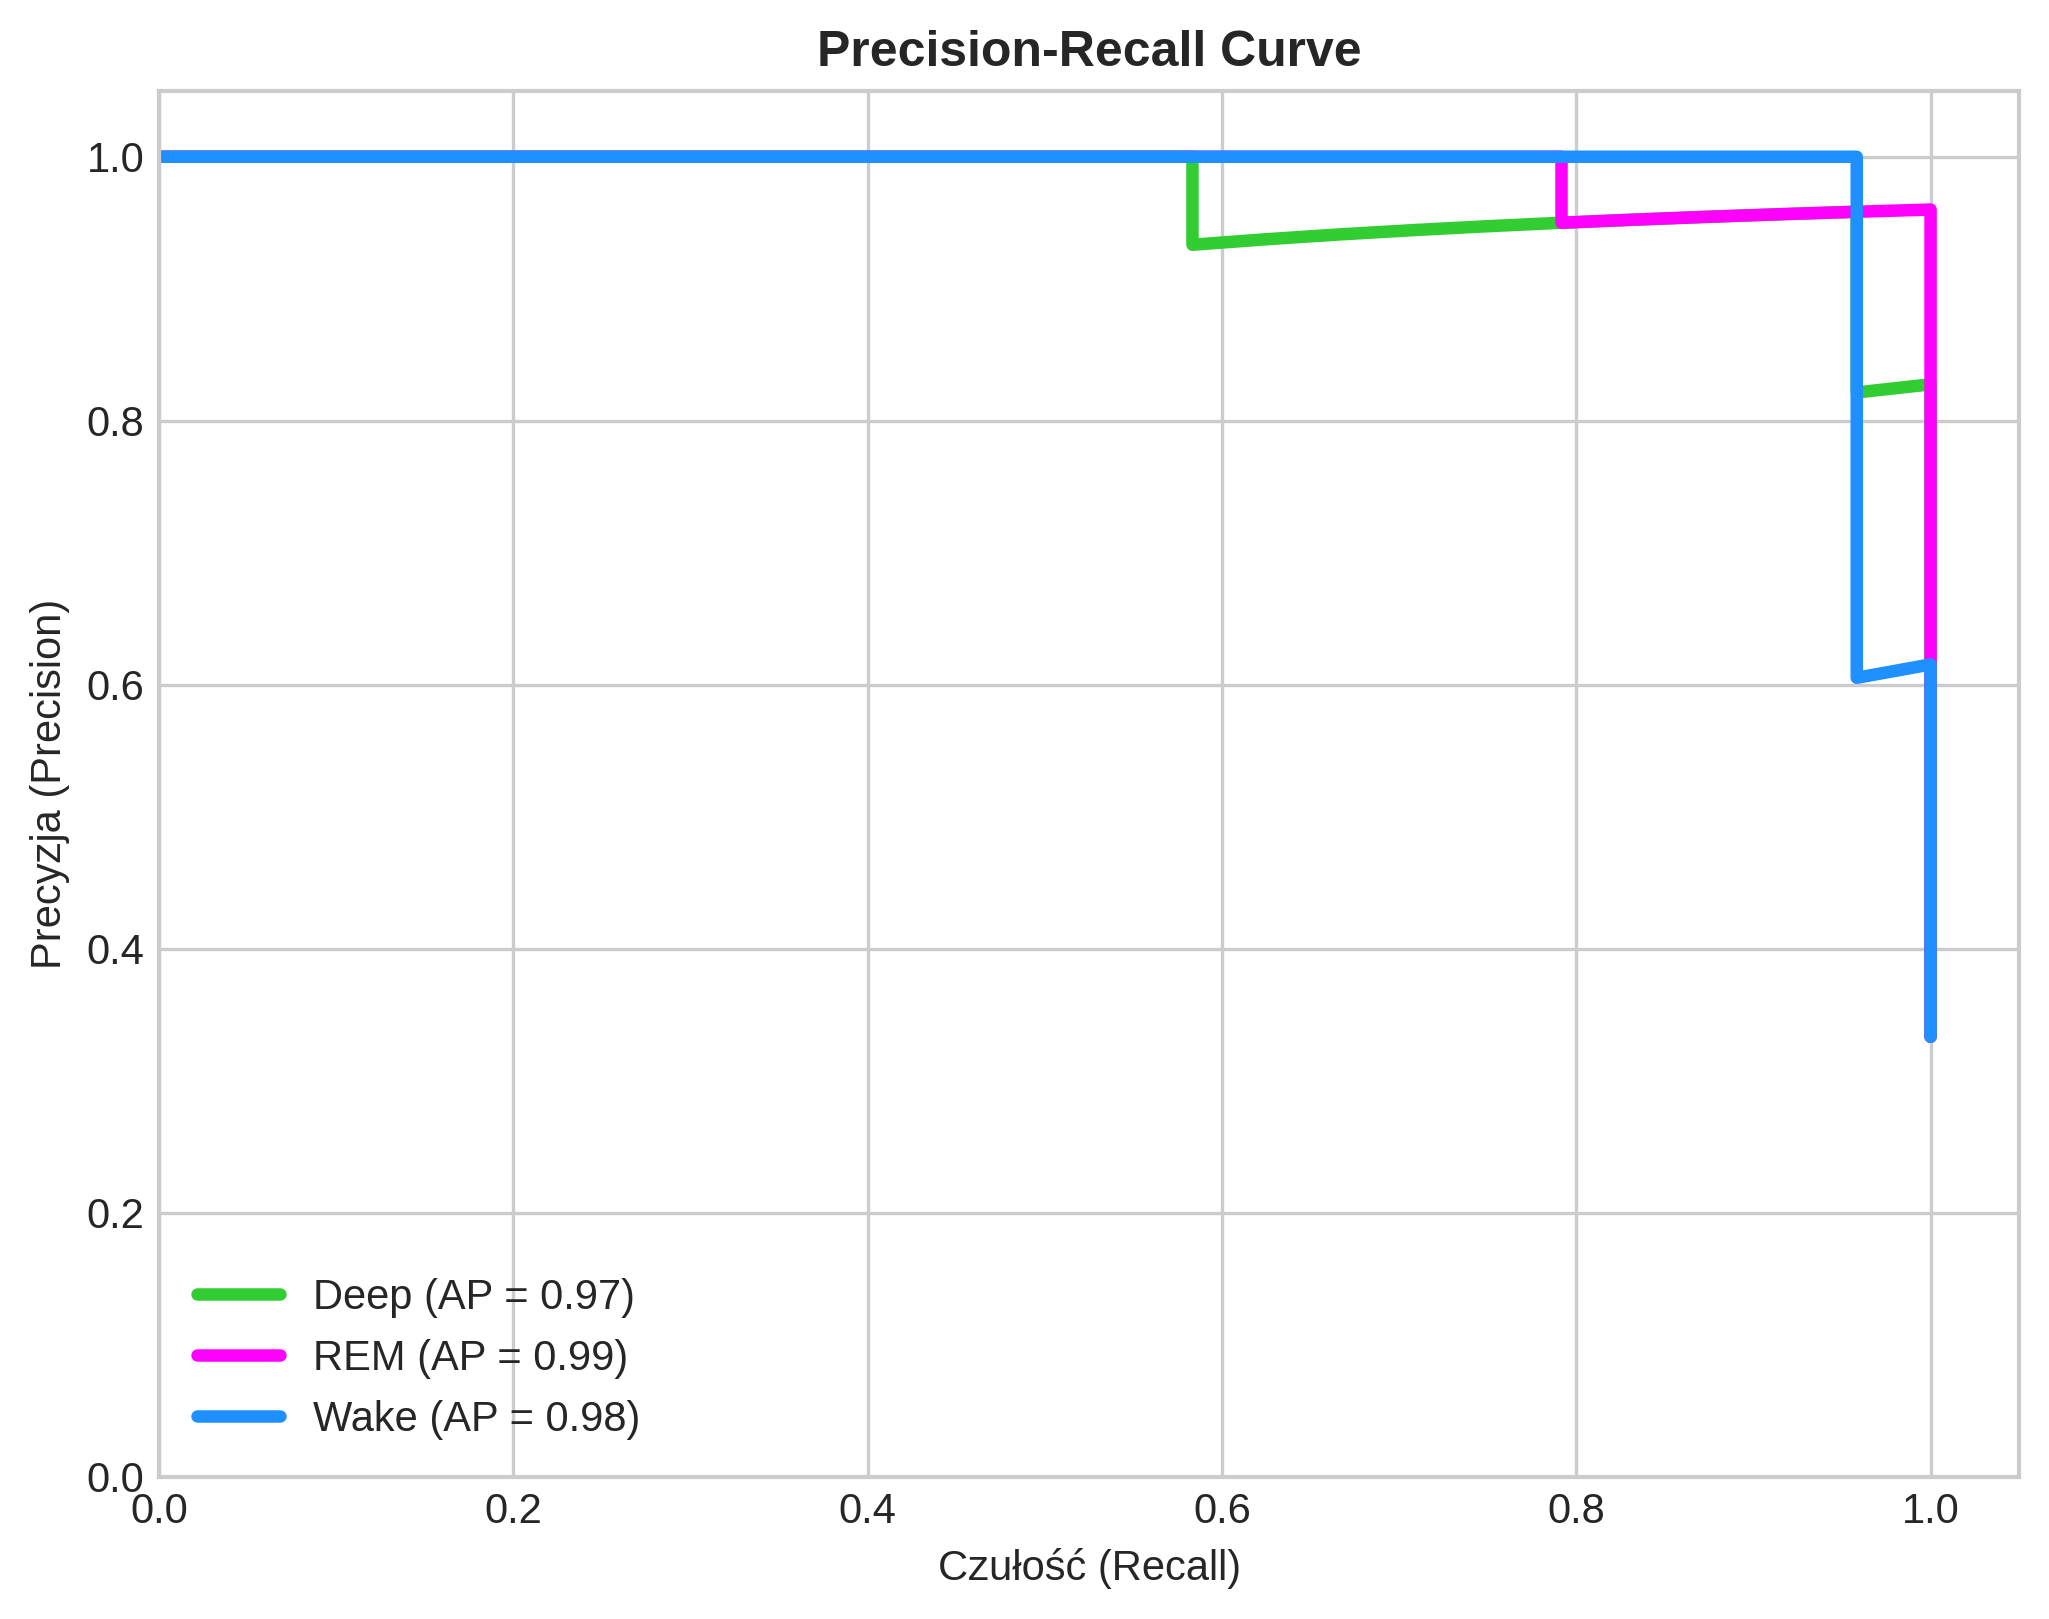 Precision-Recall Curve
1.0
0.8
0.6
0.4
0.2
0.0
Precyzja (Precision)
Deep (AP = 0.97)
REM (AP = 0.99)
Wake (AP = 0.98)
0.0 0.2 0.4 0.6 0.8 1.0
Czułość (Recall)